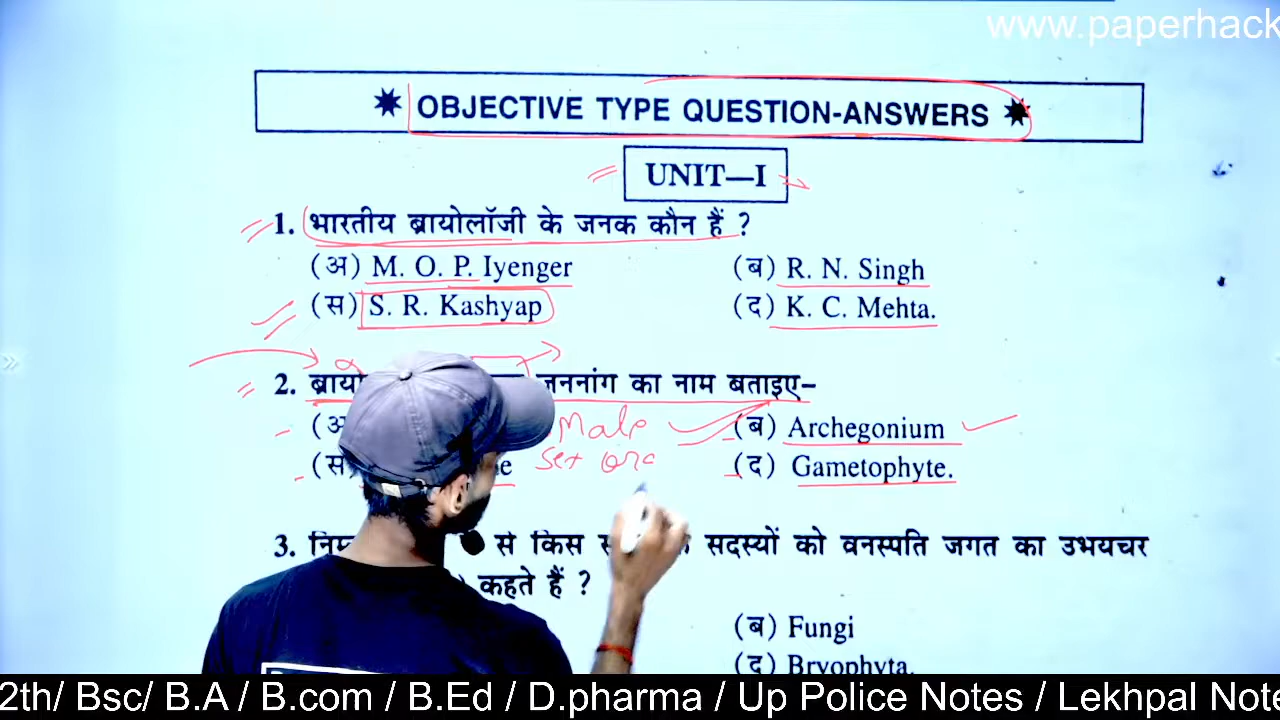 www.paperhack
OBJECTIVE TYPE QUESTION-ANSWERS
UNIT—I
1. भारतीय ब्रायोलॉजी के जनक कौन हैं ?
(अ) M. O. P. Iyenger (ब) R. N. Singh
(स) S. R. Kashyap (द) K. C. Mehta.
2. जननांग का नाम बताइए–
Male (ब) Archegonium
sex (द) Gametophyte.
3. से किस सदस्यों को वनस्पति जगत का उभयचर
कहते हैं ?
(ब) Fungi
(द) Bryophyta.
2th/ Bsc/ B.A / B.com / B.Ed / D.pharma / Up Police Notes / Lekhpal Note